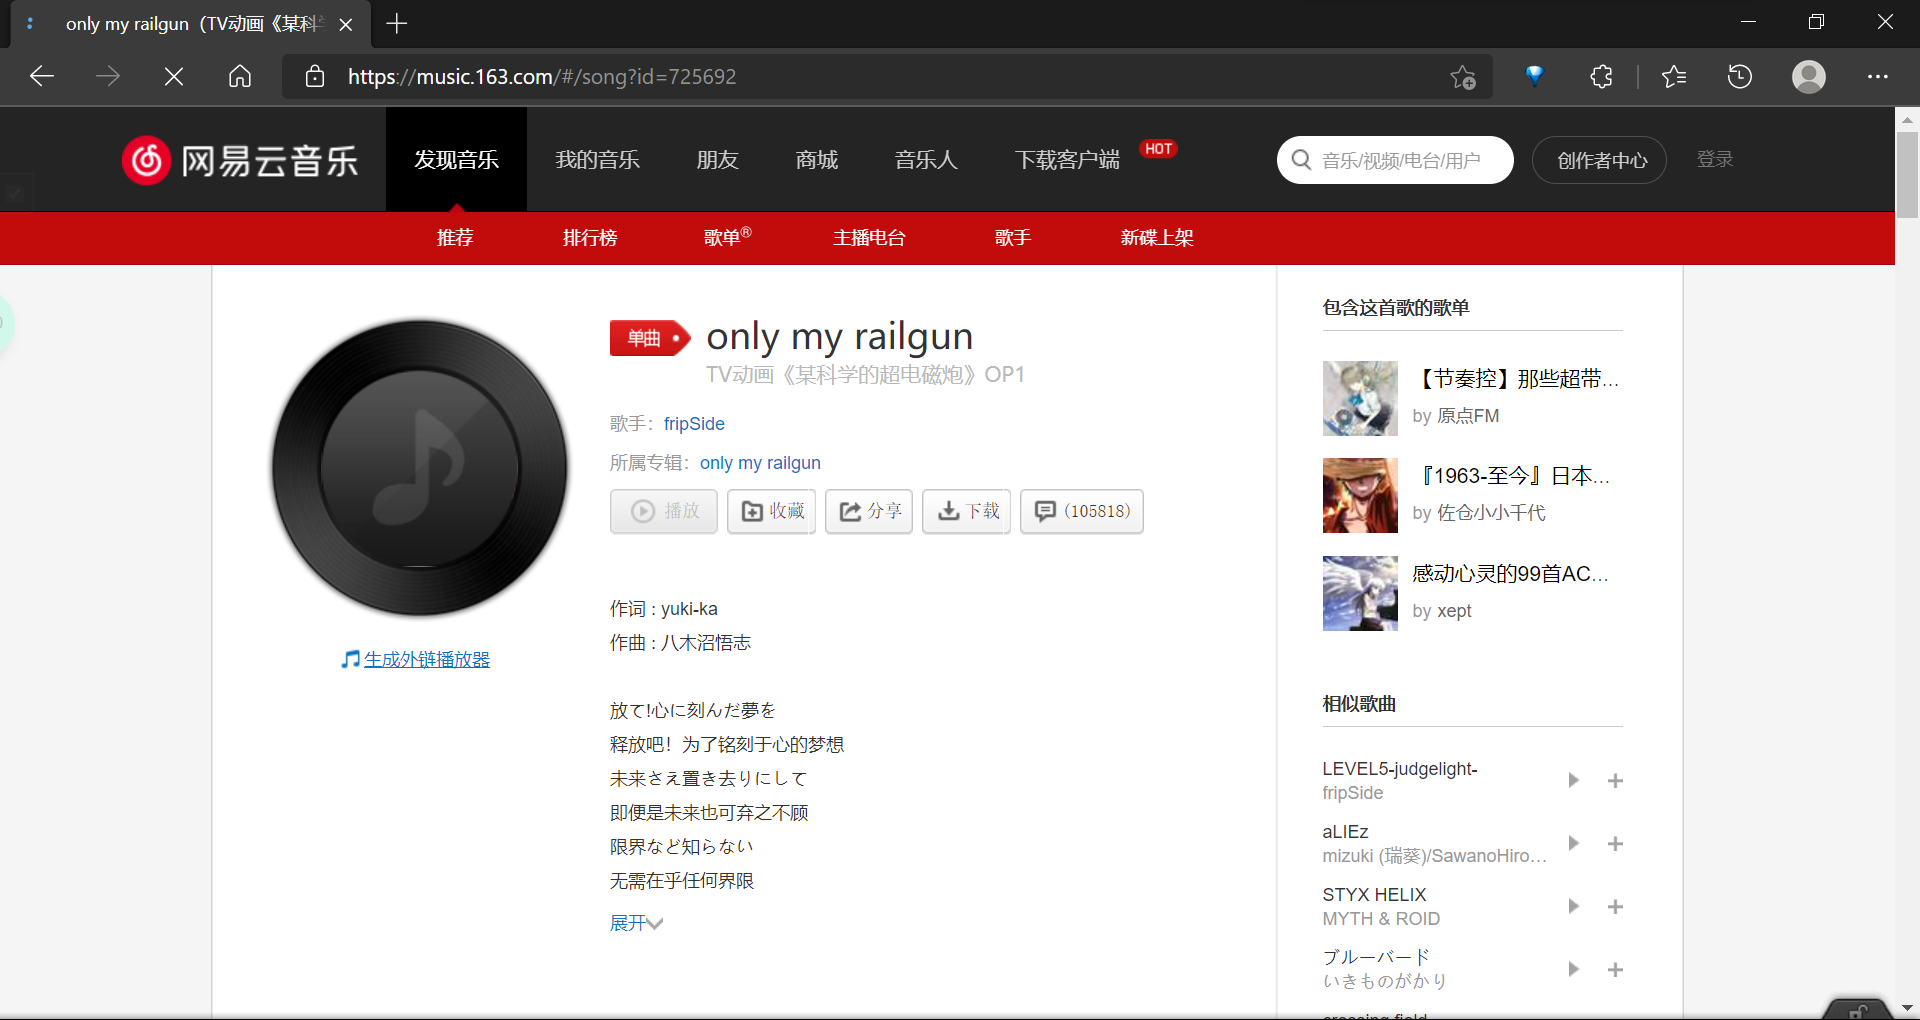 only my railgun（TV动画《某科
https://music.163.com/#/song?id=725692
网易云音乐
发现音乐
我的音乐
朋友
商城
音乐人
下载客户端
HOT
音乐/视频/电台/用户
创作者中心
登录
推荐
排行榜
歌单®
主播电台
歌手
新碟上架
单曲
only my railgun
TV动画《某科学的超电磁炮》OP1
歌手：fripSide
所属专辑：only my railgun
播放
收藏
分享
下载
(105818)
生成外链播放器
作词 : yuki-ka
作曲 : 八木沼悟志
放て!心に刻んだ夢を
释放吧！为了铭刻于心的梦想
未来さえ置き去りにして
即便是未来也可弃之不顾
限界など知らない
无需在乎任何界限
展开
包含这首歌的歌单
【节奏控】那些超带...
by 原点FM
『1963-至今』日本...
by 佐仓小小千代
感动心灵的99首AC...
by xept
相似歌曲
LEVEL5-judgelight-
fripSide
aLIEz
mizuki (瑞葵)/SawanoHiro...
STYX HELIX
MYTH & ROID
ブルーバード
いきものがかり
crossing field